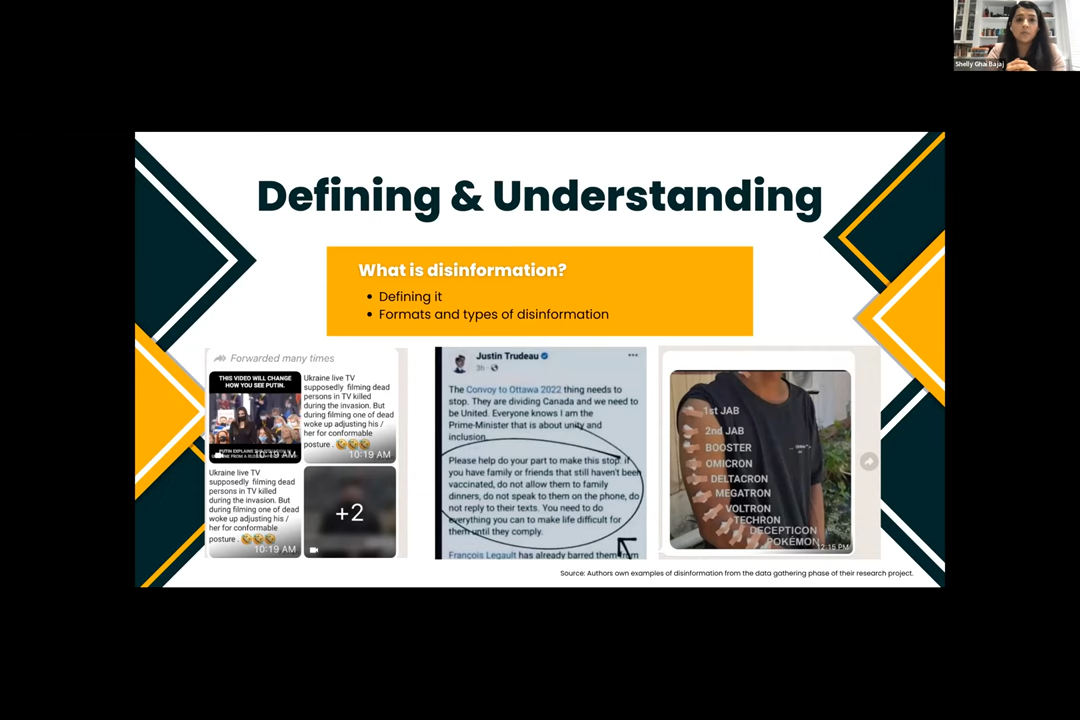 Shelly Ghai Bajaj
Defining & Understanding
What is disinformation?
• Defining it
• Formats and types of disinformation
Forwarded many times
THIS VIDEO WILL CHANGE
HOW YOU SEE PUTIN.
10:19 AM
Ukraine live TV
supposedly filming dead
persons in TV killed
during the invasion. But
during filming one of dead
woke up adjusting his /
her for conformable
posture . 🤣🤣🤣
10:19 AM
Ukraine live TV
supposedly filming dead
persons in TV killed
during the invasion. But
during filming one of dead
woke up adjusting his /
her for conformable
posture . 🤣🤣🤣
10:19 AM
+2
Justin Trudeau
3h
The Convoy to Ottawa 2022 thing needs to
stop. They are dividing Canada and we need to
be United. Everyone knows I am the
Prime-Minister that is about unity and
inclusion.
Please help do your part to make this stop. If
you have family or friends that still haven't been
vaccinated, do not allow them to family
dinners, do not speak to them on the phone, do
not reply to their texts. You need to do
everything you can to make life difficult for
them until they comply.
François Legault has already barred them from
1st JAB
2nd JAB
BOOSTER
OMICRON
DELTACRON
MEGATRON
VOLTRON
TECHRON
DECEPTICON
POKÉMON
12:15 PM
Source: Authors own examples of disinformation from the data gathering phase of their research project.